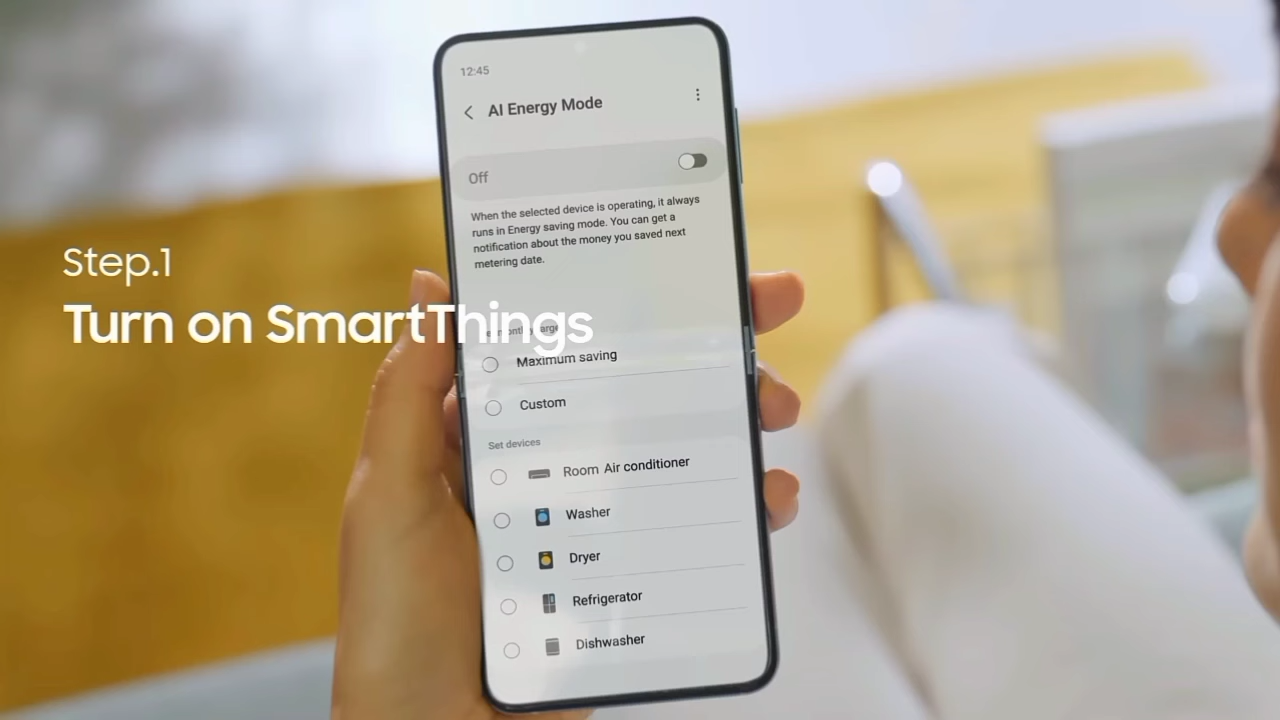 12:45
AI Energy Mode
Off
When the selected device is operating, it always
runs in Energy saving mode. You can get a
notification about the money you saved next
metering date.
Step.1
Turn on SmartThings
Maximum saving
Custom
Set devices
Room Air conditioner
Washer
Dryer
Refrigerator
Dishwasher